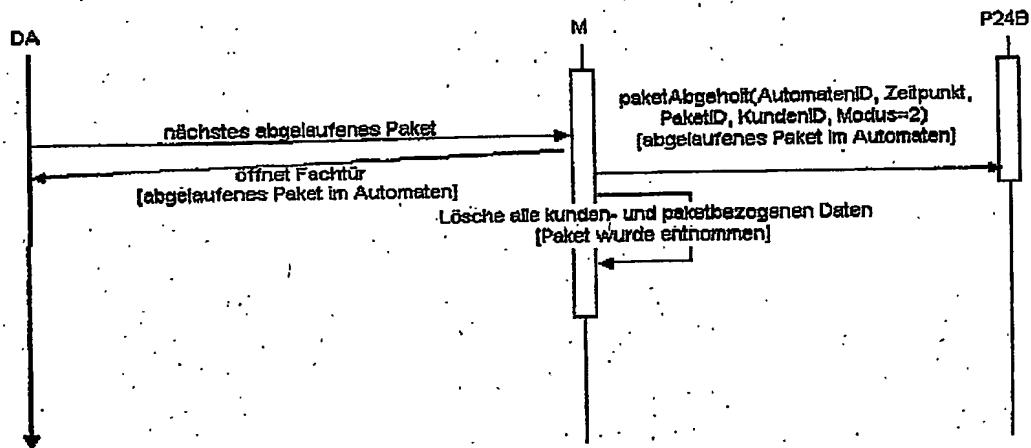 DA
M
P24B
nächstes abgelaufenes Paket
öffnet Fachtür
[abgelaufenes Paket im Automaten]
paketAbgeholt(AutomatenID, Zeitpunkt,
PaketID, KundenID, Modus=2)
[abgelaufenes Paket im Automaten]
Lösche alle kunden- und paketbezogenen Daten
[Paket wurde entnommen]